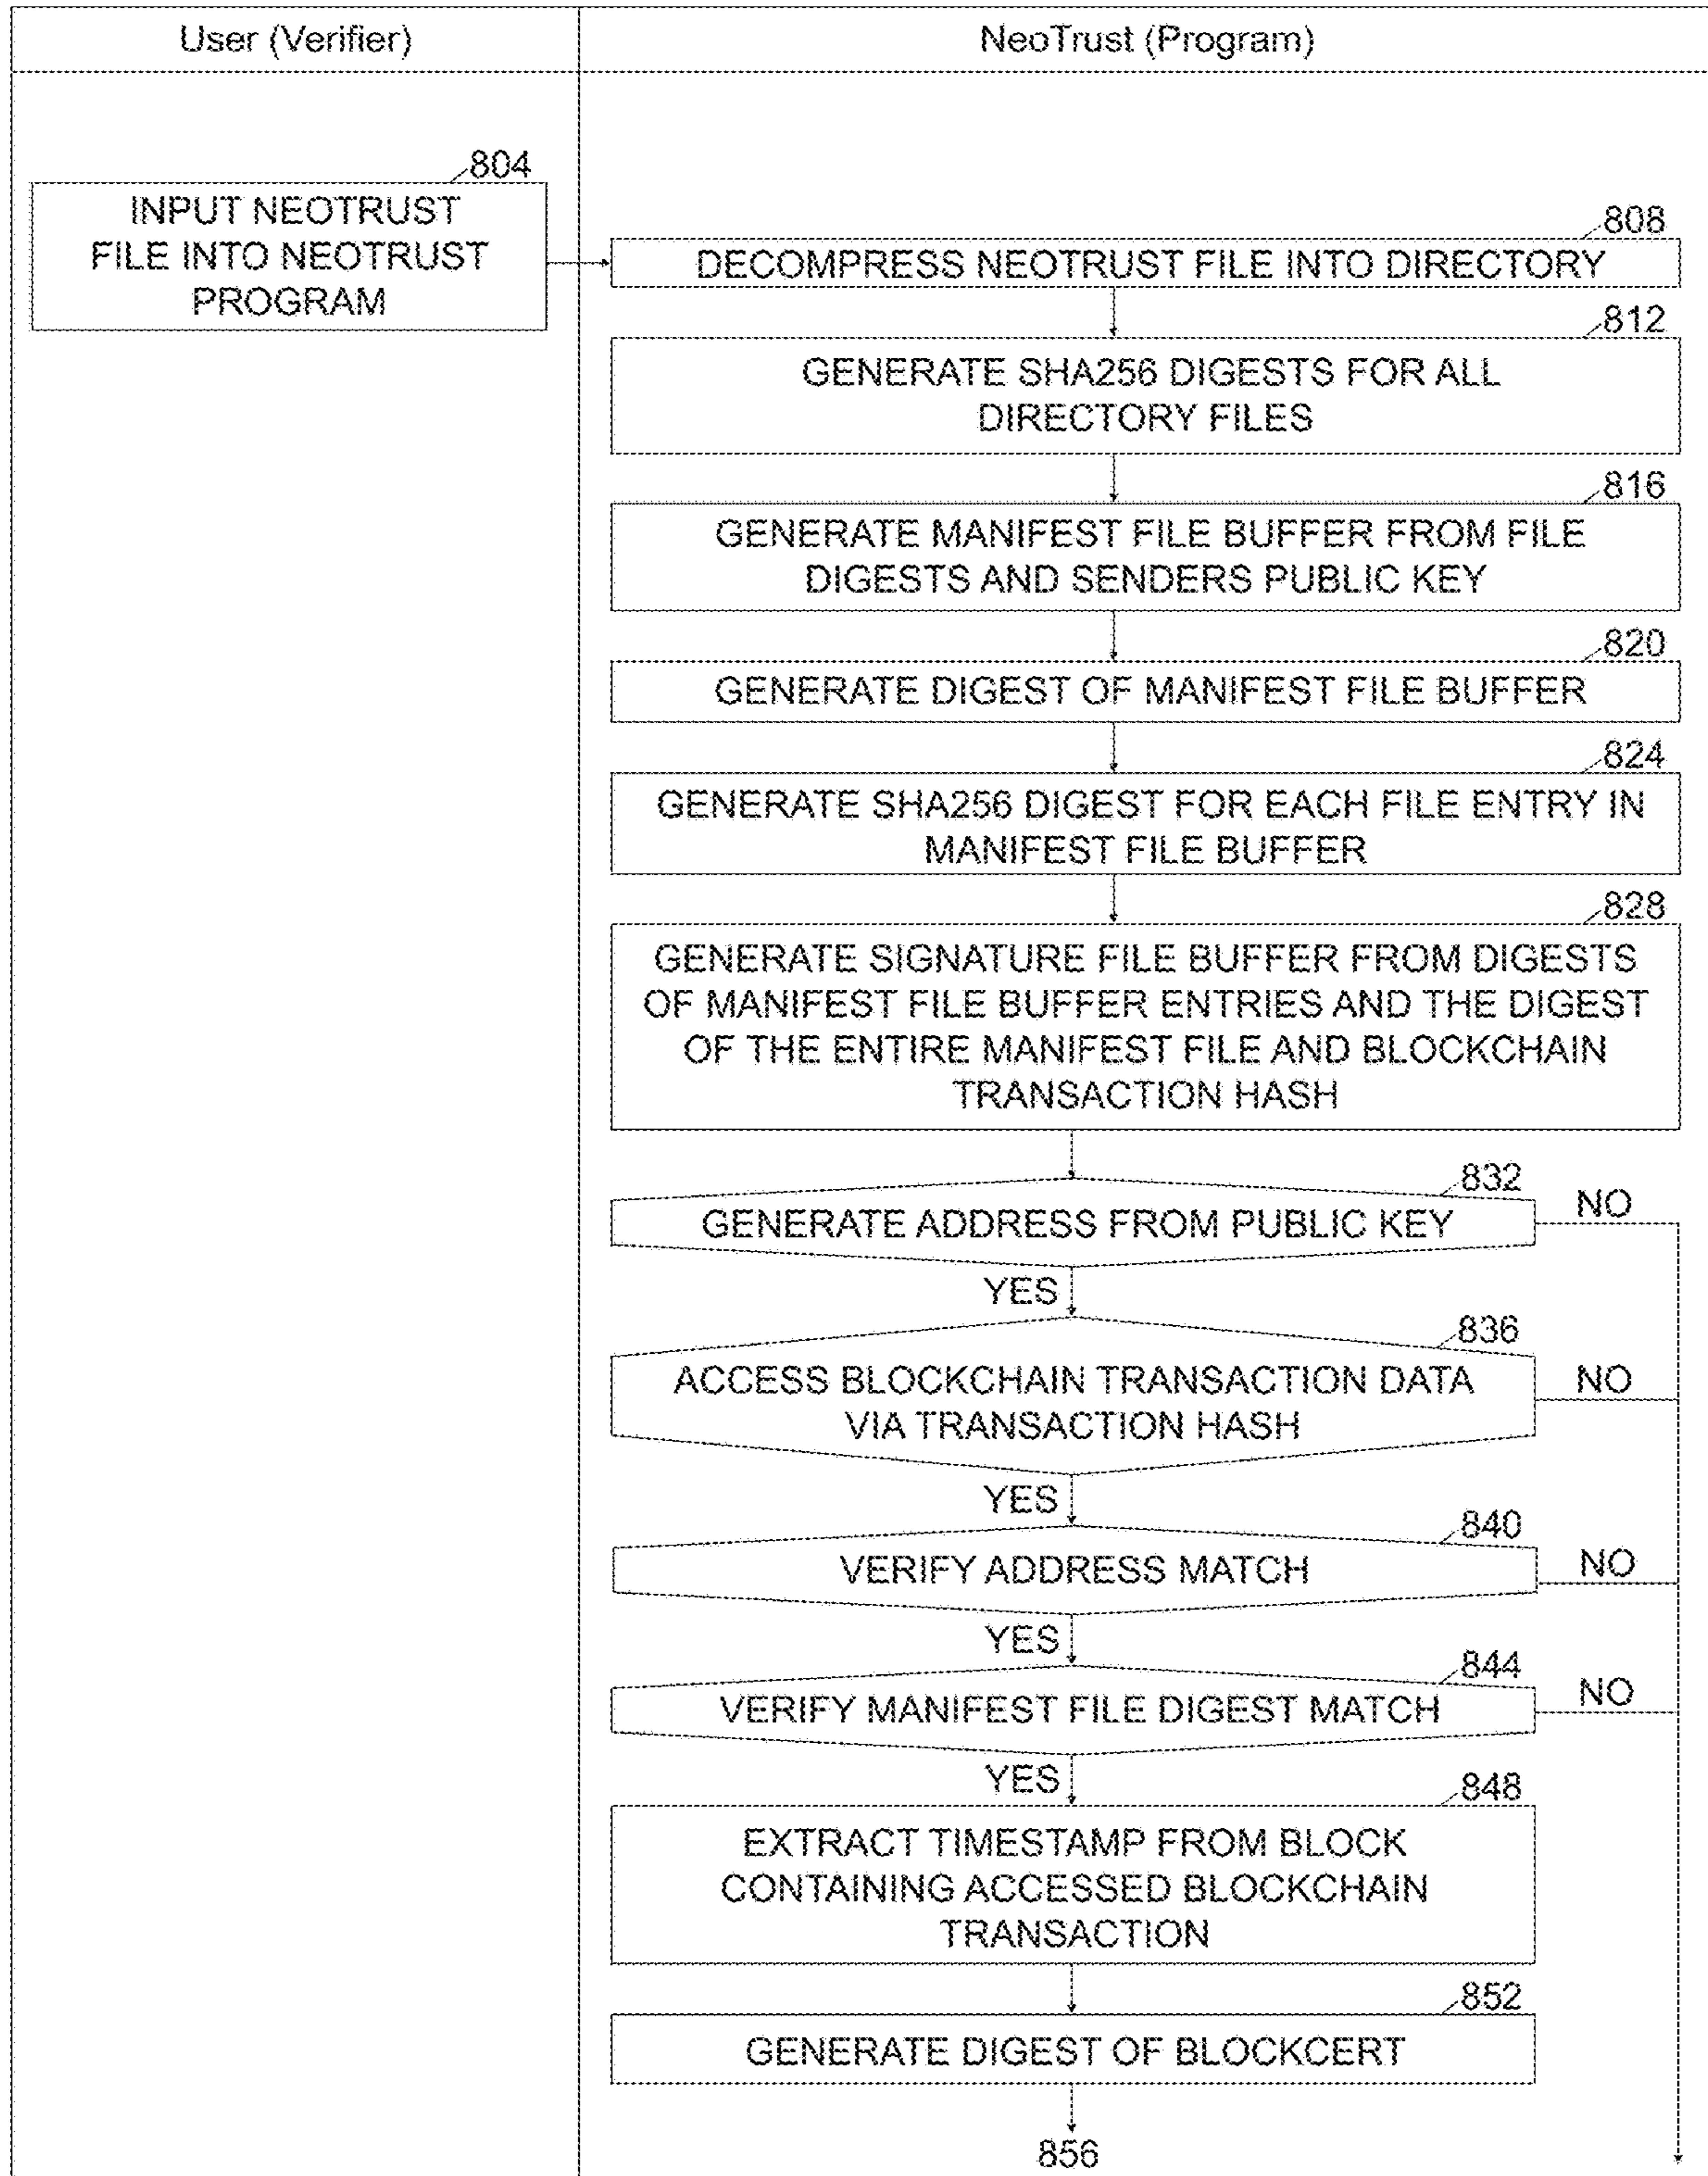 User (Verifier)
NeoTrust (Program)
804
INPUT NEOTRUST
FILE INTO NEOTRUST
PROGRAM
808
DECOMPRESS NEOTRUST FILE INTO DIRECTORY
812
GENERATE SHA256 DIGESTS FOR ALL
DIRECTORY FILES
816
GENERATE MANIFEST FILE BUFFER FROM FILE
DIGESTS AND SENDERS PUBLIC KEY
820
GENERATE DIGEST OF MANIFEST FILE BUFFER
824
GENERATE SHA256 DIGEST FOR EACH FILE ENTRY IN
MANIFEST FILE BUFFER
828
GENERATE SIGNATURE FILE BUFFER FROM DIGESTS
OF MANIFEST FILE BUFFER ENTRIES AND THE DIGEST
OF THE ENTIRE MANIFEST FILE AND BLOCKCHAIN
TRANSACTION HASH
832
GENERATE ADDRESS FROM PUBLIC KEY
NO
YES
836
ACCESS BLOCKCHAIN TRANSACTION DATA
VIA TRANSACTION HASH
NO
YES
840
VERIFY ADDRESS MATCH
NO
YES
844
VERIFY MANIFEST FILE DIGEST MATCH
NO
YES
848
EXTRACT TIMESTAMP FROM BLOCK
CONTAINING ACCESSED BLOCKCHAIN
TRANSACTION
852
GENERATE DIGEST OF BLOCKCERT
856